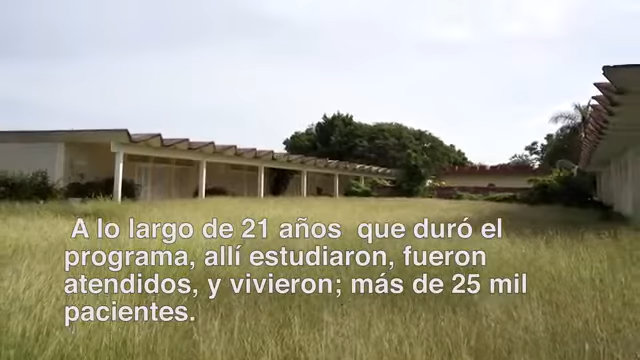 A lo largo de 21 años que duró el
programa, allí estudiaron, fueron
atendidos, y vivieron; más de 25 mil
pacientes.